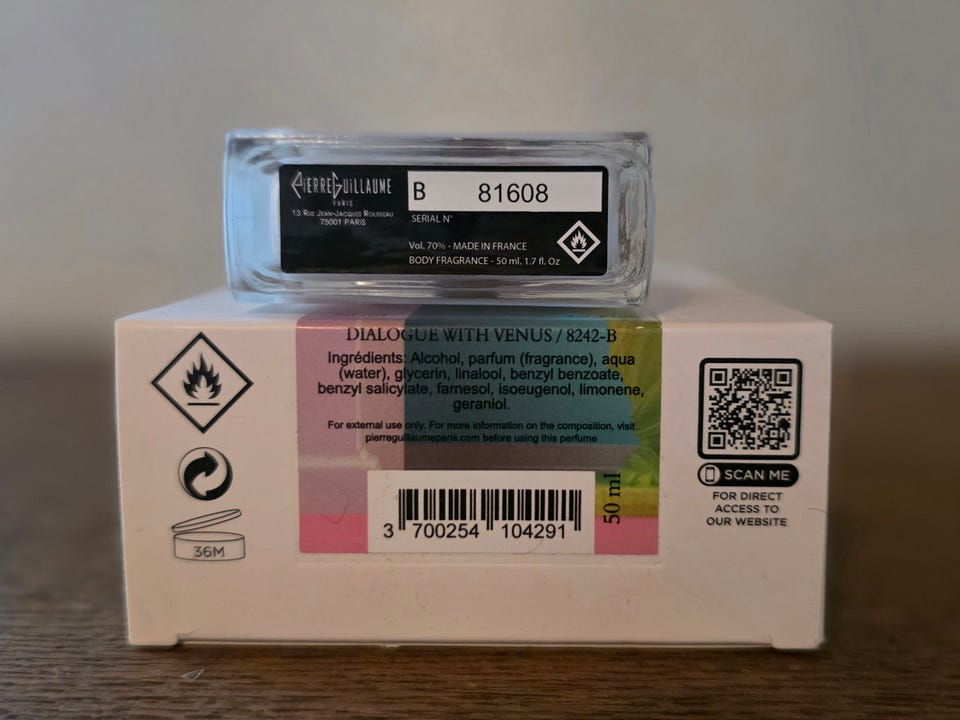 PIERRE GUILLAUME
PARIS
13 RUE JEAN-JACQUES ROUSSEAU
75001 PARIS
B 81608
SERIAL N°
Vol. 70% - MADE IN FRANCE
BODY FRAGRANCE - 50 ml. 1.7 fl. Oz
DIALOGUE WITH VENUS / 8242-B
Ingrédients: Alcohol, parfum (fragrance), aqua
(water), glycerin, linalool, benzyl benzoate,
benzyl salicylate, farnesol, isoeugenol, limonene,
geraniol.
For external use only. For more information on the composition, visit
pierreguillaumeparis.com before using this perfume
50 ml
3 700254 104291
36M
SCAN ME
FOR DIRECT
ACCESS TO
OUR WEBSITE